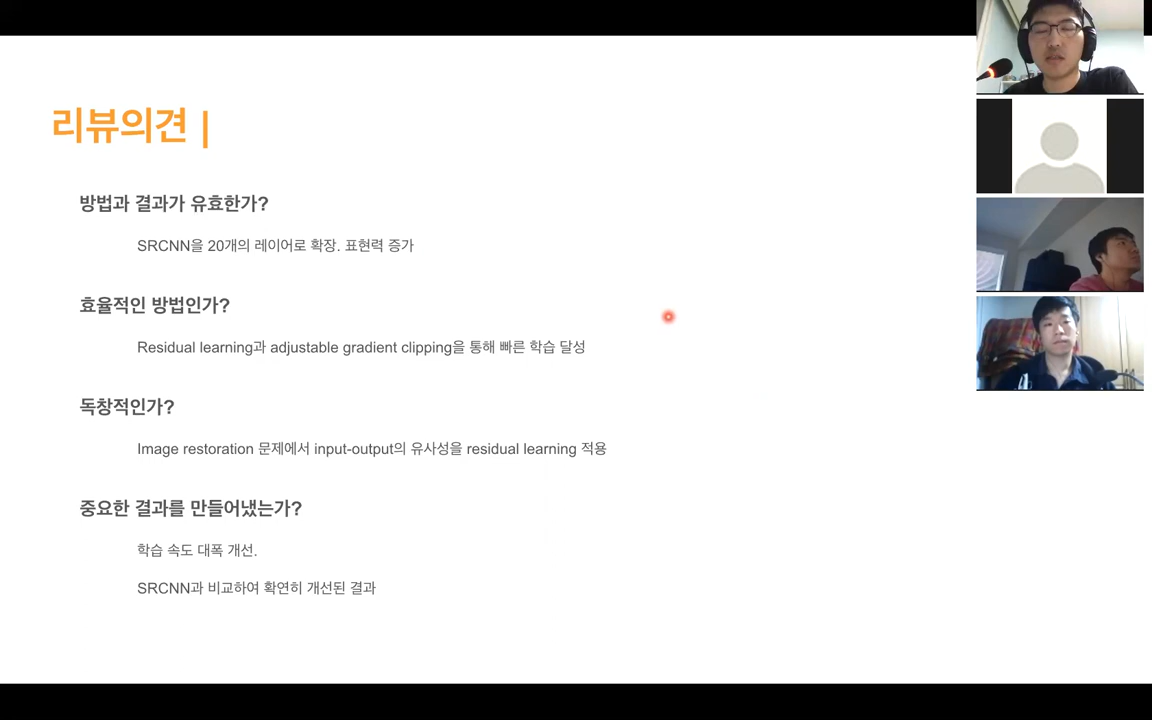 리뷰의견 |
방법과 결과가 유효한가?
SRCNN을 20개의 레이어로 확장. 표현력 증가
효율적인 방법인가?
Residual learning과 adjustable gradient clipping을 통해 빠른 학습 달성
독창적인가?
Image restoration 문제에서 input-output의 유사성을 residual learning 적용
중요한 결과를 만들어냈는가?
학습 속도 대폭 개선.
SRCNN과 비교하여 확연히 개선된 결과